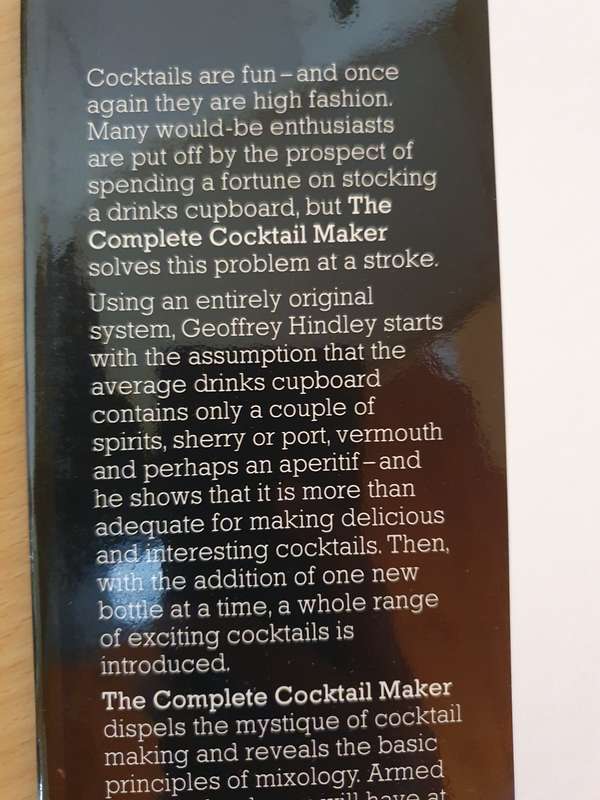 Cocktails are fun – and once
again they are high fashion.
Many would-be enthusiasts
are put off by the prospect of
spending a fortune on stocking
a drinks cupboard, but The
Complete Cocktail Maker
solves this problem at a stroke.
Using an entirely original
system, Geoffrey Hindley starts
with the assumption that the
average drinks cupboard
contains only a couple of
spirits, sherry or port, vermouth
and perhaps an aperitif – and
he shows that it is more than
adequate for making delicious
and interesting cocktails. Then,
with the addition of one new
bottle at a time, a whole range
of exciting cocktails is
introduced.
The Complete Cocktail Maker
dispels the mystique of cocktail
making and reveals the basic
principles of mixology. Armed
will have at